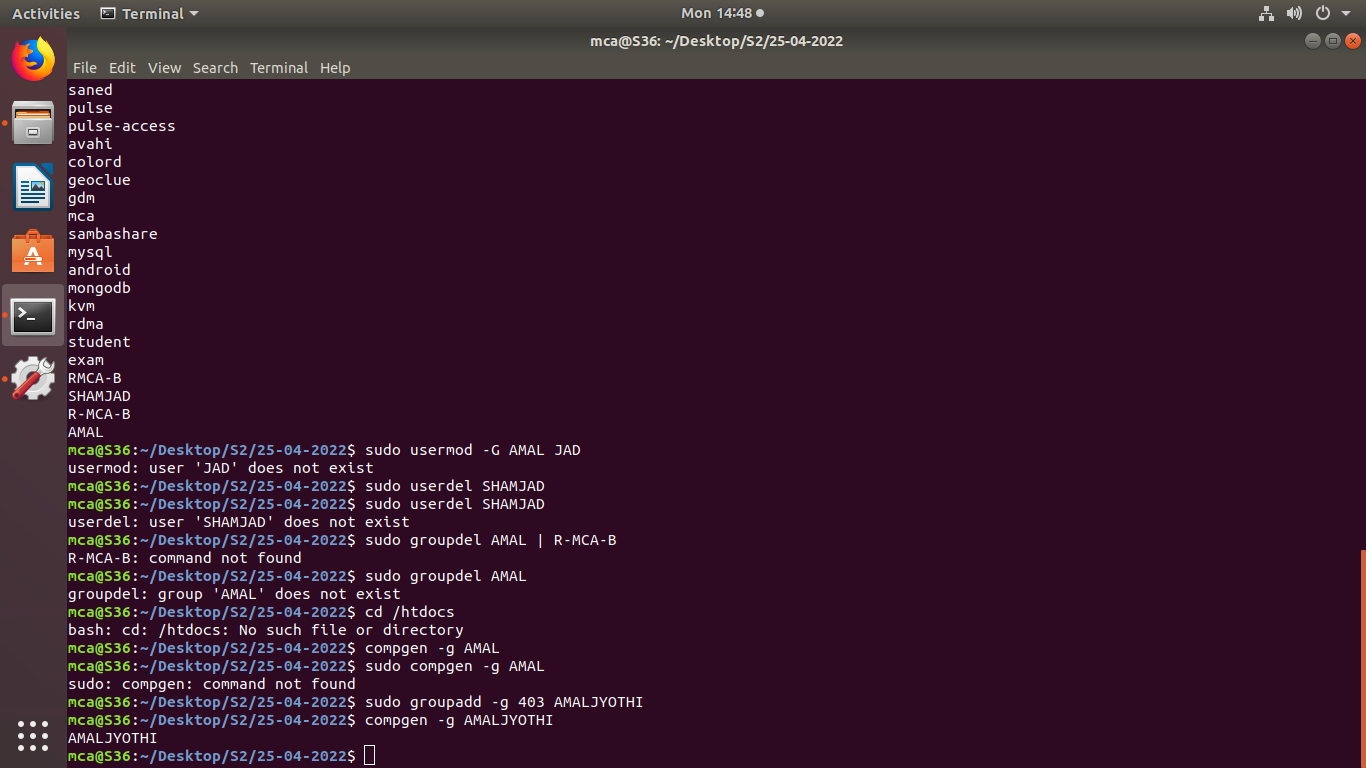 Activities Terminal Mon 14:48
mca@S36: ~/Desktop/S2/25-04-2022
File Edit View Search Terminal Help
saned
pulse
pulse-access
avahi
colord
geoclue
gdm
mca
sambashare
mysql
android
mongodb
kvm
rdma
student
exam
RMCA-B
SHAMJAD
R-MCA-B
AMAL
mca@S36:~/Desktop/S2/25-04-2022$ sudo usermod -G AMAL JAD
usermod: user 'JAD' does not exist
mca@S36:~/Desktop/S2/25-04-2022$ sudo userdel SHAMJAD
mca@S36:~/Desktop/S2/25-04-2022$ sudo userdel SHAMJAD
userdel: user 'SHAMJAD' does not exist
mca@S36:~/Desktop/S2/25-04-2022$ sudo groupdel AMAL | R-MCA-B
R-MCA-B: command not found
mca@S36:~/Desktop/S2/25-04-2022$ sudo groupdel AMAL
groupdel: group 'AMAL' does not exist
mca@S36:~/Desktop/S2/25-04-2022$ cd /htdocs
bash: cd: /htdocs: No such file or directory
mca@S36:~/Desktop/S2/25-04-2022$ compgen -g AMAL
mca@S36:~/Desktop/S2/25-04-2022$ sudo compgen -g AMAL
sudo: compgen: command not found
mca@S36:~/Desktop/S2/25-04-2022$ sudo groupadd -g 403 AMALJYOTHI
mca@S36:~/Desktop/S2/25-04-2022$ compgen -g AMALJYOTHI
AMALJYOTHI
mca@S36:~/Desktop/S2/25-04-2022$